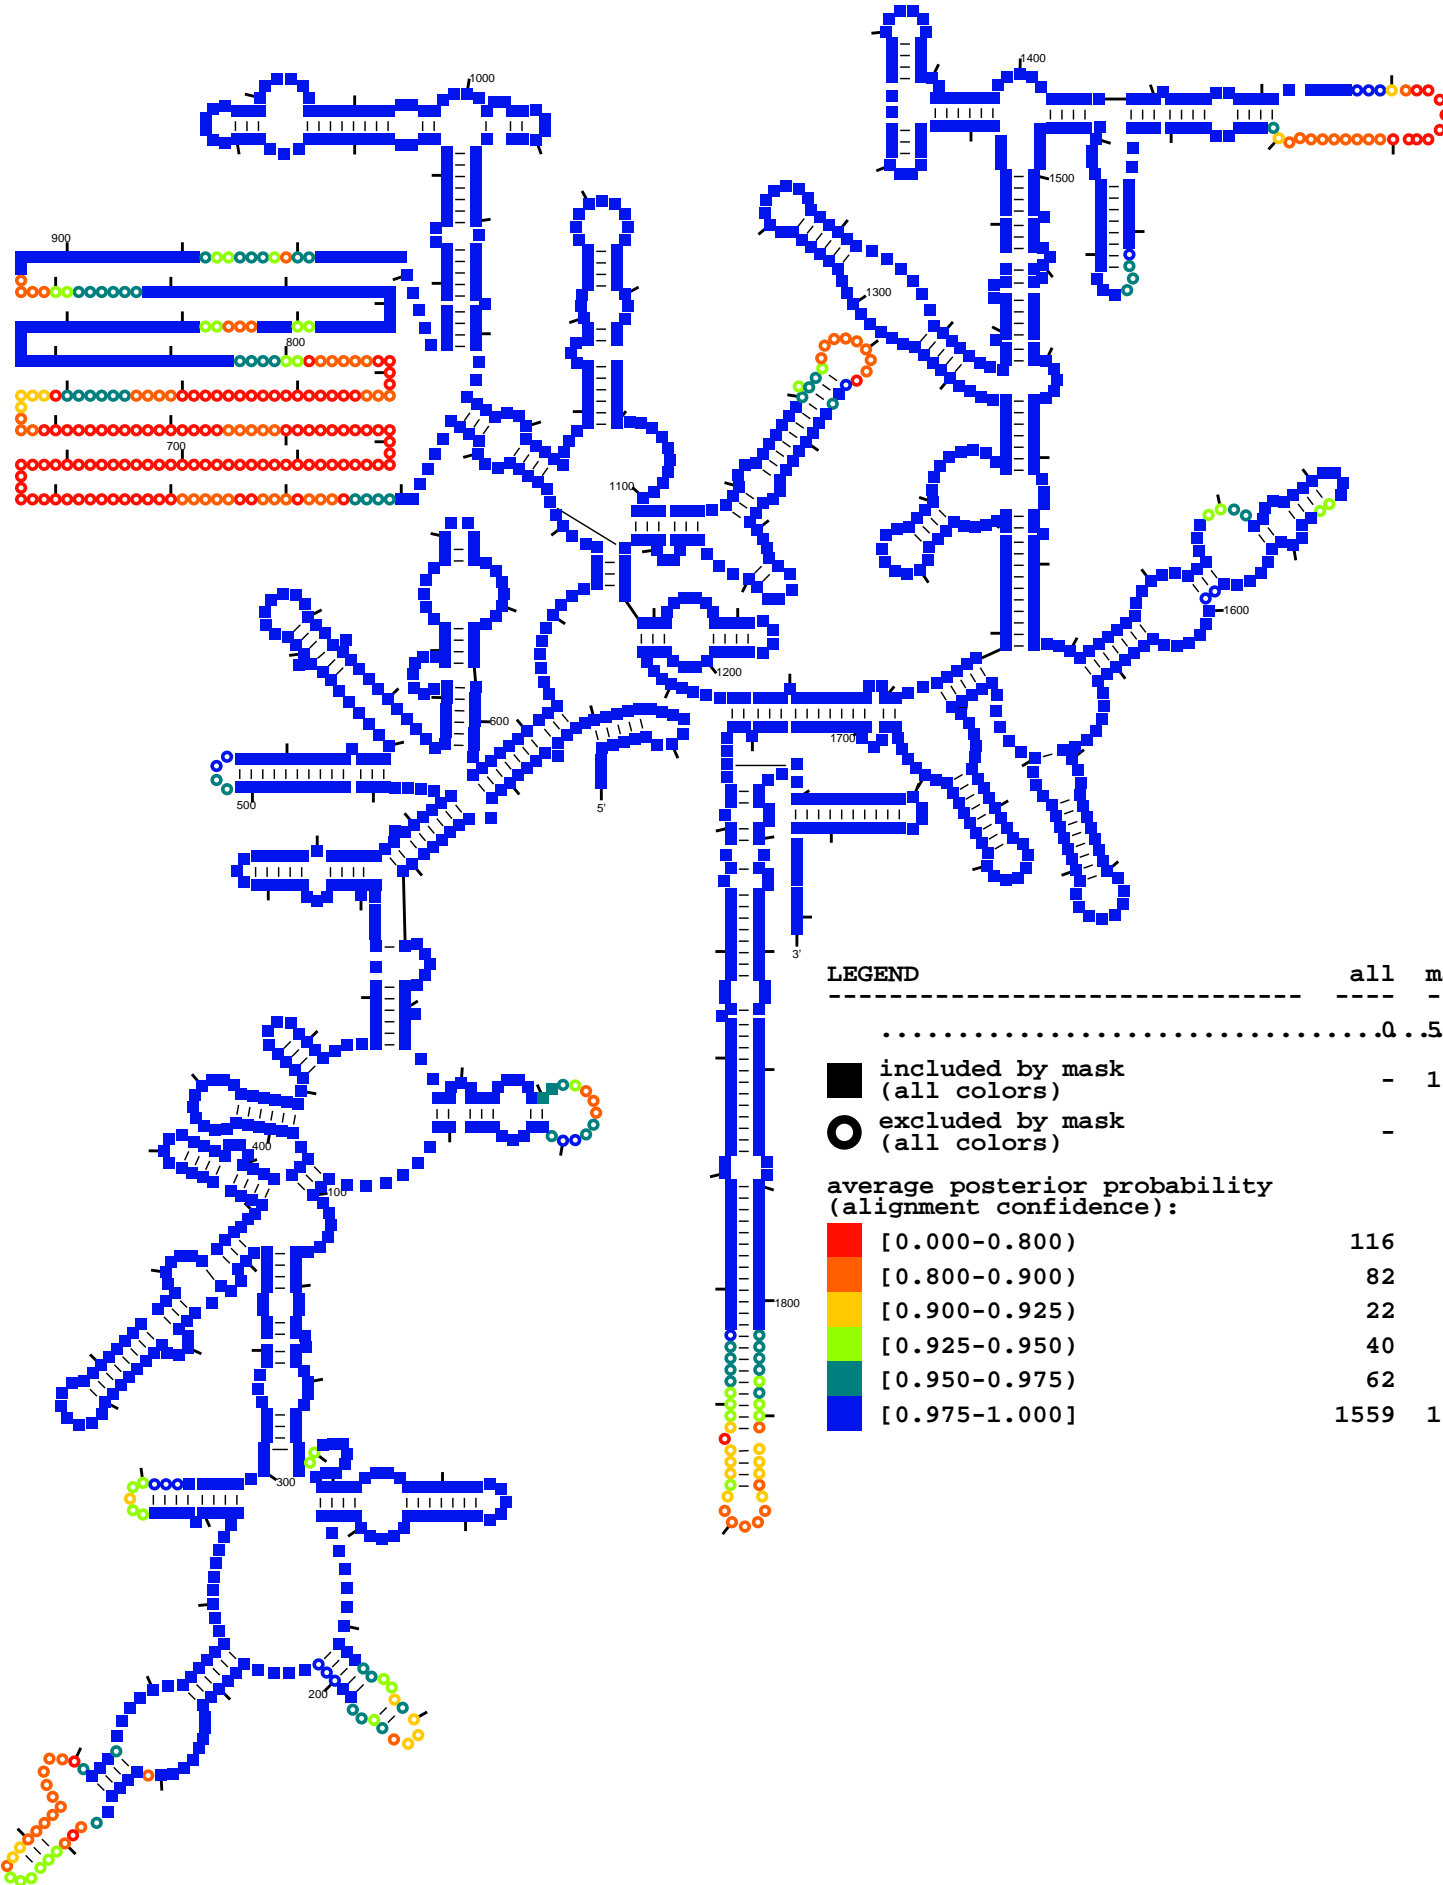 1000
1400
1500
900
1300
800
700
1100
1600
1200
600
1700
500
5'
3'
LEGEND all m
------------------------------- ---- -
.....................................0.5
included by mask
(all colors) - 1
excluded by mask
(all colors) -
400
100
average posterior probability
(alignment confidence):
[0.000-0.800) 116
[0.800-0.900) 82
[0.900-0.925) 22
[0.925-0.950) 40
[0.950-0.975) 62
[0.975-1.000] 1559 1
1800
300
200